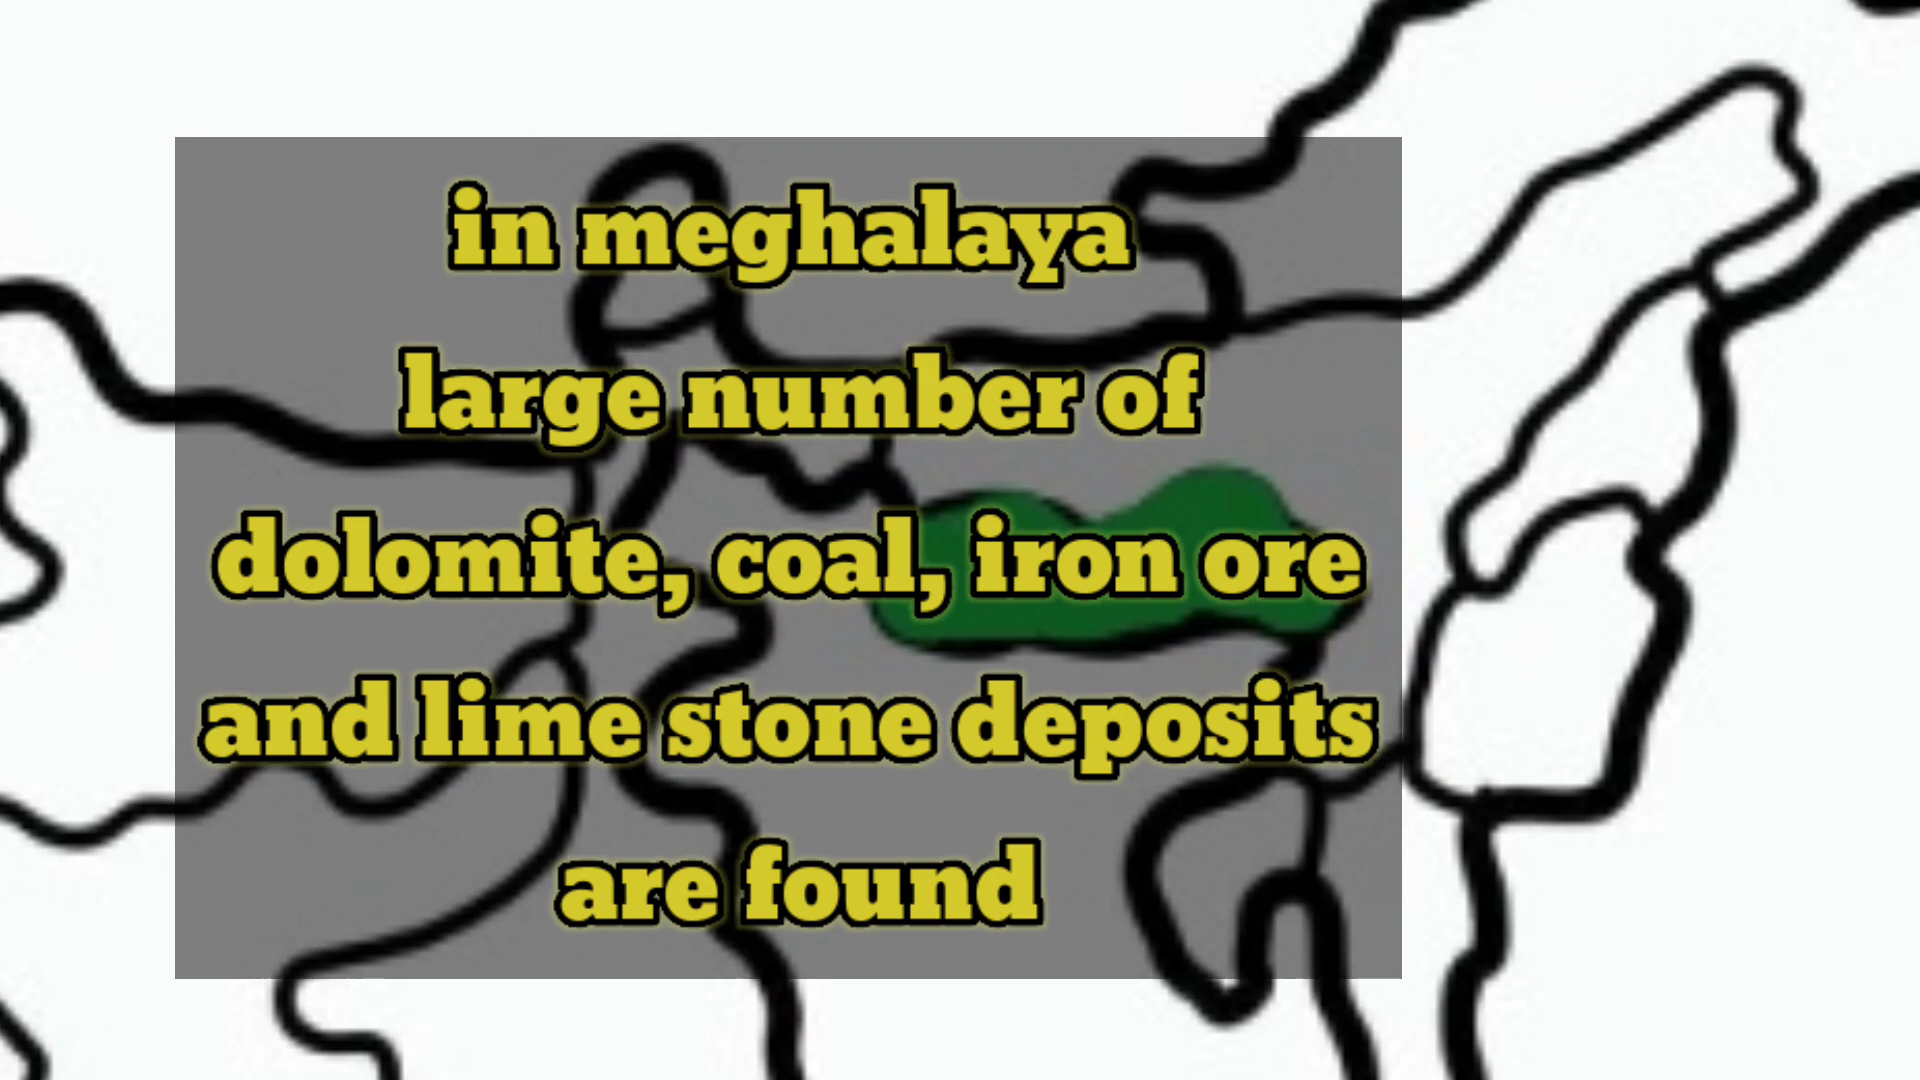 in meghalaya
large number of
dolomite, coal, iron ore
and lime stone deposits
are found